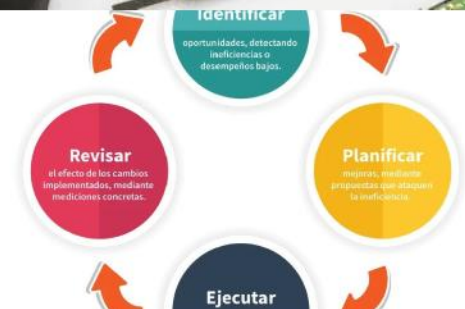 Identificar
oportunidades, detectando
ineficiencias o
desempeños bajos.
Planificar
mejoras, mediante
propuestas que ataquen
la ineficiencia.
Ejecutar
Revisar
el efecto de los cambios
implementados, mediante
mediciones concretas.